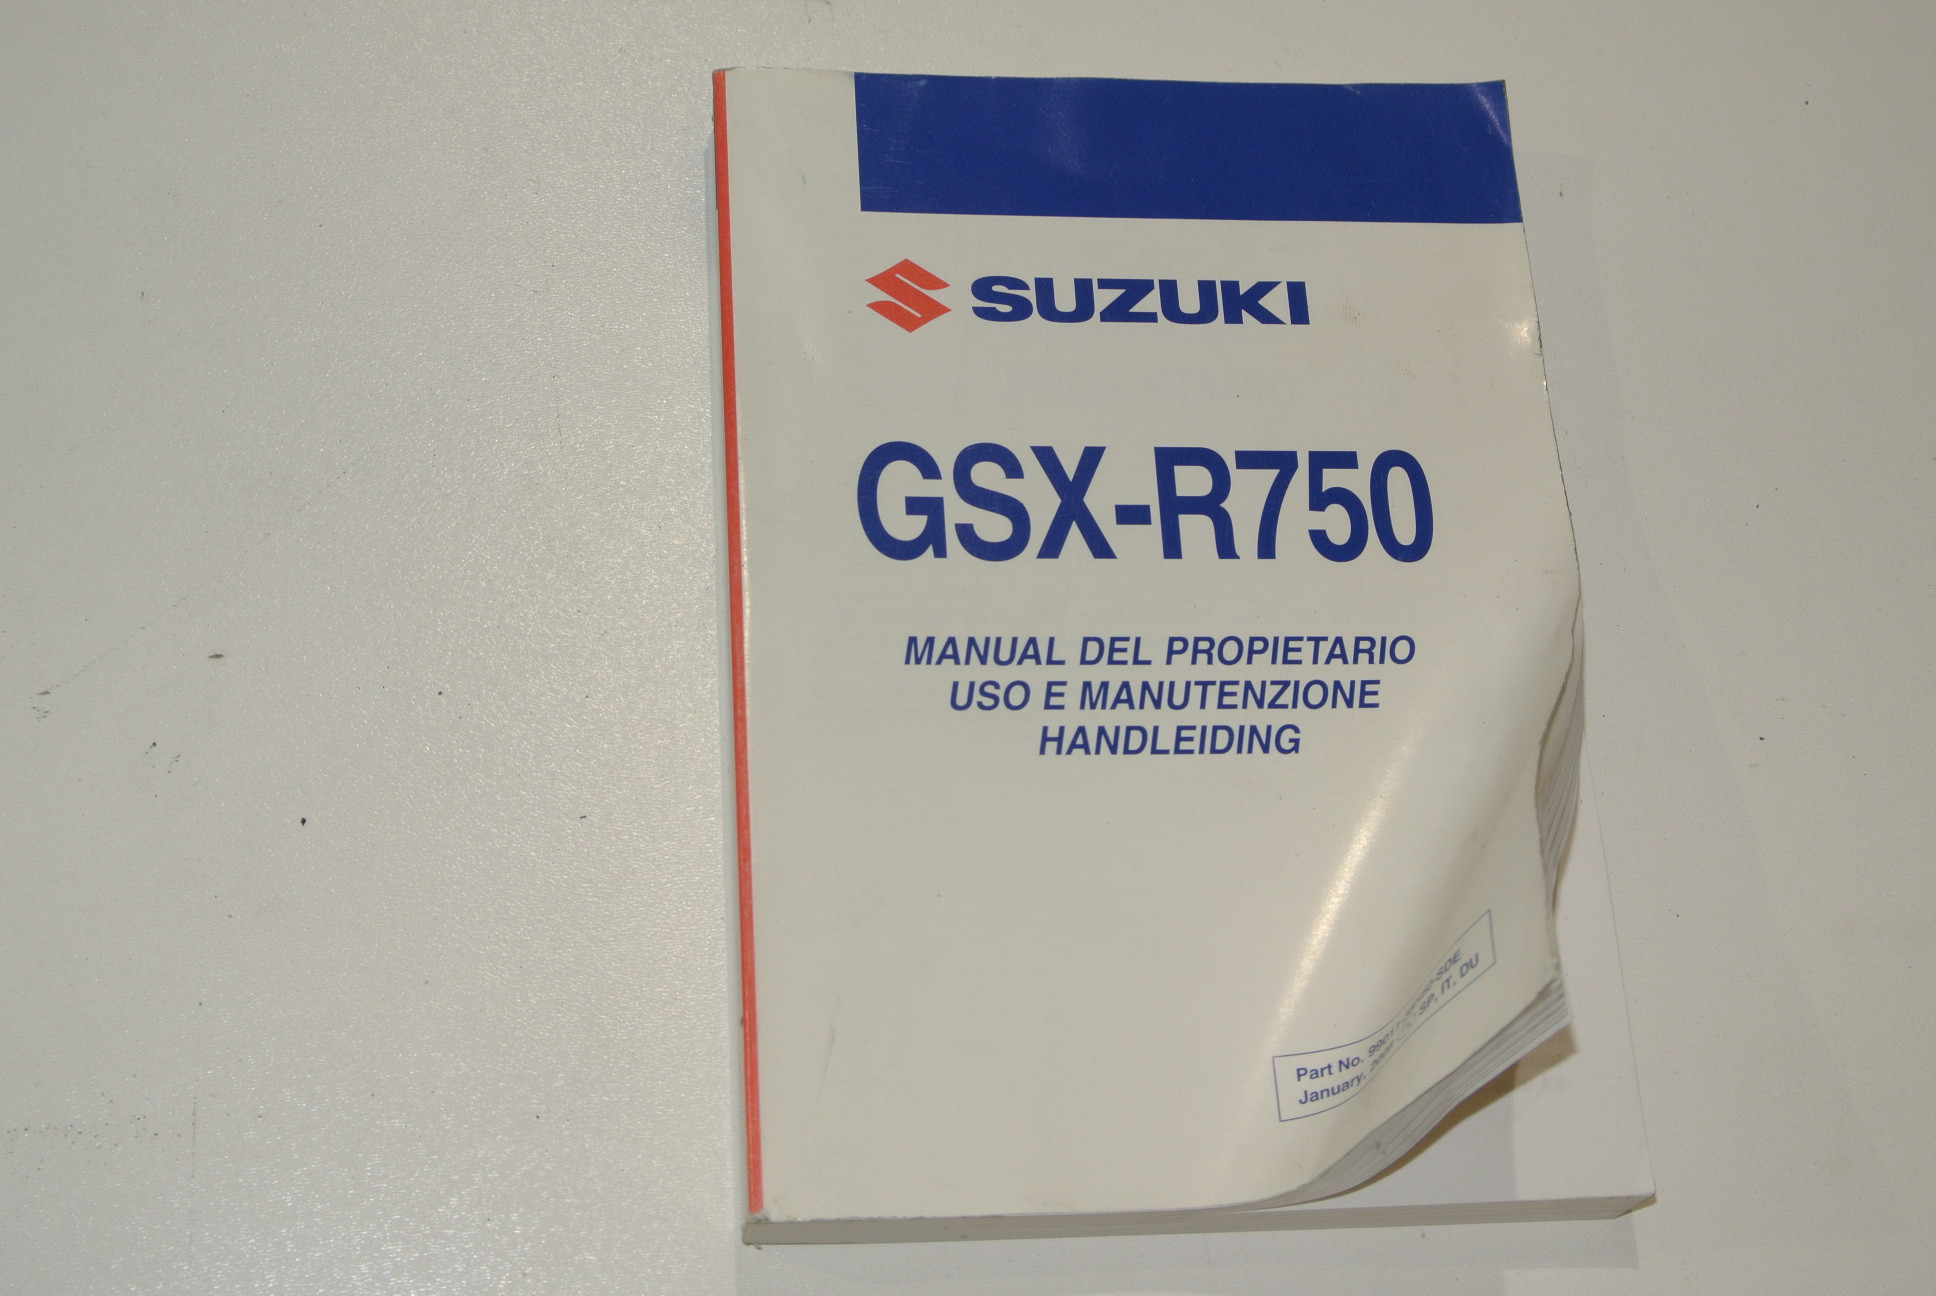 SUZUKI
GSX-R750
MANUAL DEL PROPIETARIO
USO E MANUTENZIONE
HANDLEIDING
Part No.
January, SP, IT, DU